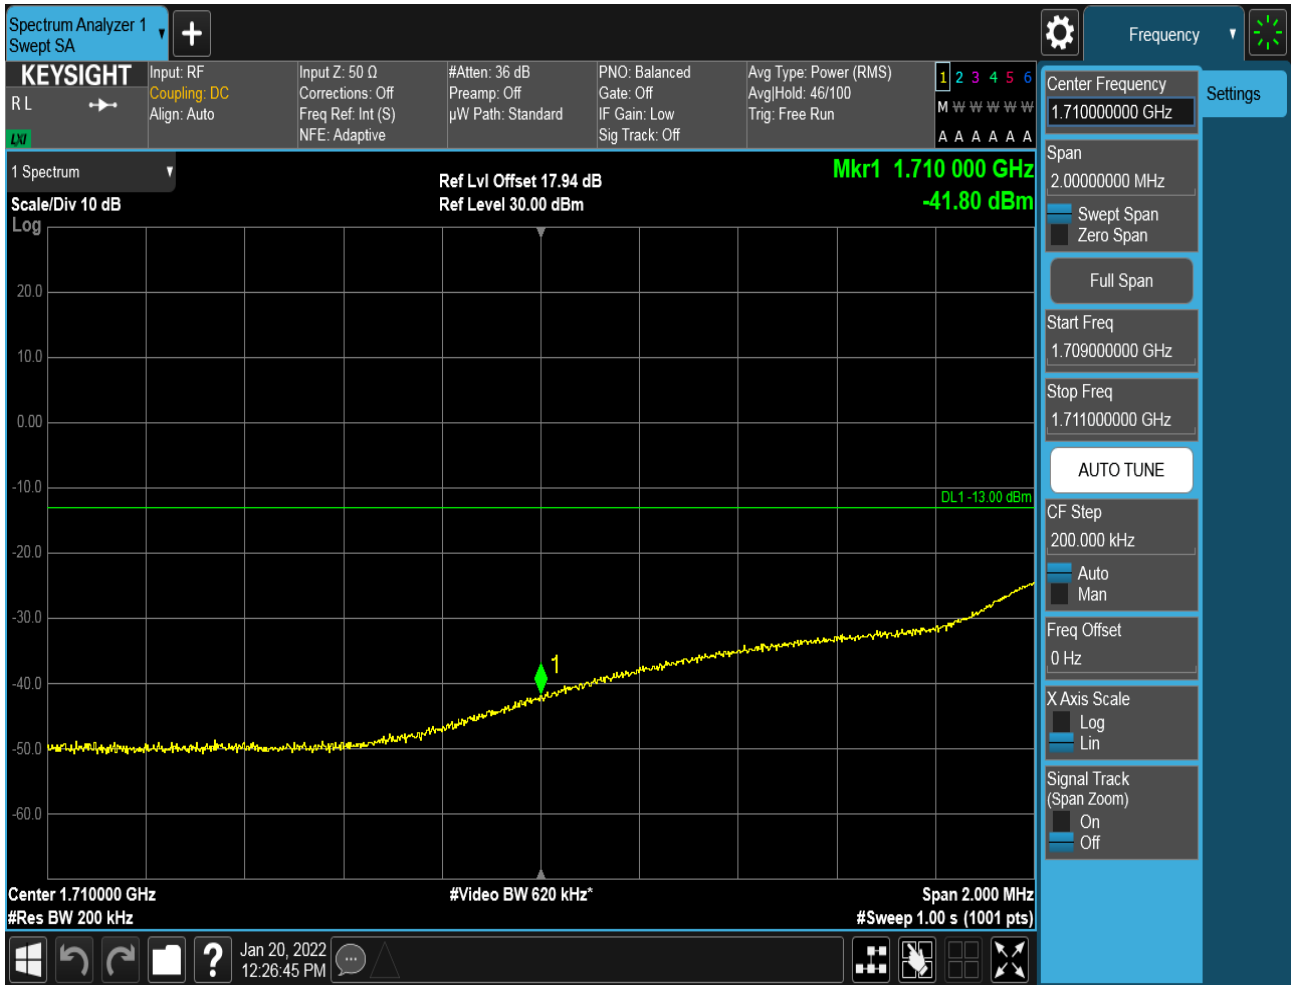 Spectrum Analyzer 1
Swept SA
Frequency
KEYSIGHT
R L
LXI
Input: RF
Coupling: DC
Align: Auto
Input Z: 50 Ω
Corrections: Off
Freq Ref: Int (S)
NFE: Adaptive
#Atten: 36 dB
Preamp: Off
µW Path: Standard
PNO: Balanced
Gate: Off
IF Gain: Low
Sig Track: Off
Avg Type: Power (RMS)
Avg|Hold: 46/100
Trig: Free Run
1 2 3 4 5 6
M W W W W W
A A A A A A
1 Spectrum
Scale/Div 10 dB
Log
Ref Lvl Offset 17.94 dB
Ref Level 30.00 dBm
Mkr1 1.710 000 GHz
-41.80 dBm
20.0
10.0
0.00
-10.0
DL1 -13.00 dBm
-20.0
-30.0
1
-40.0
-50.0
-60.0
Center 1.710000 GHz
#Video BW 620 kHz*
Span 2.000 MHz
#Res BW 200 kHz
#Sweep 1.00 s (1001 pts)
Jan 20, 2022
12:26:45 PM
?
Center Frequency
1.710000000 GHz
Settings
Span
2.00000000 MHz
Swept Span
Zero Span
Full Span
Start Freq
1.709000000 GHz
Stop Freq
1.711000000 GHz
AUTO TUNE
CF Step
200.000 kHz
Auto
Man
Freq Offset
0 Hz
X Axis Scale
Log
Lin
Signal Track
(Span Zoom)
On
Off